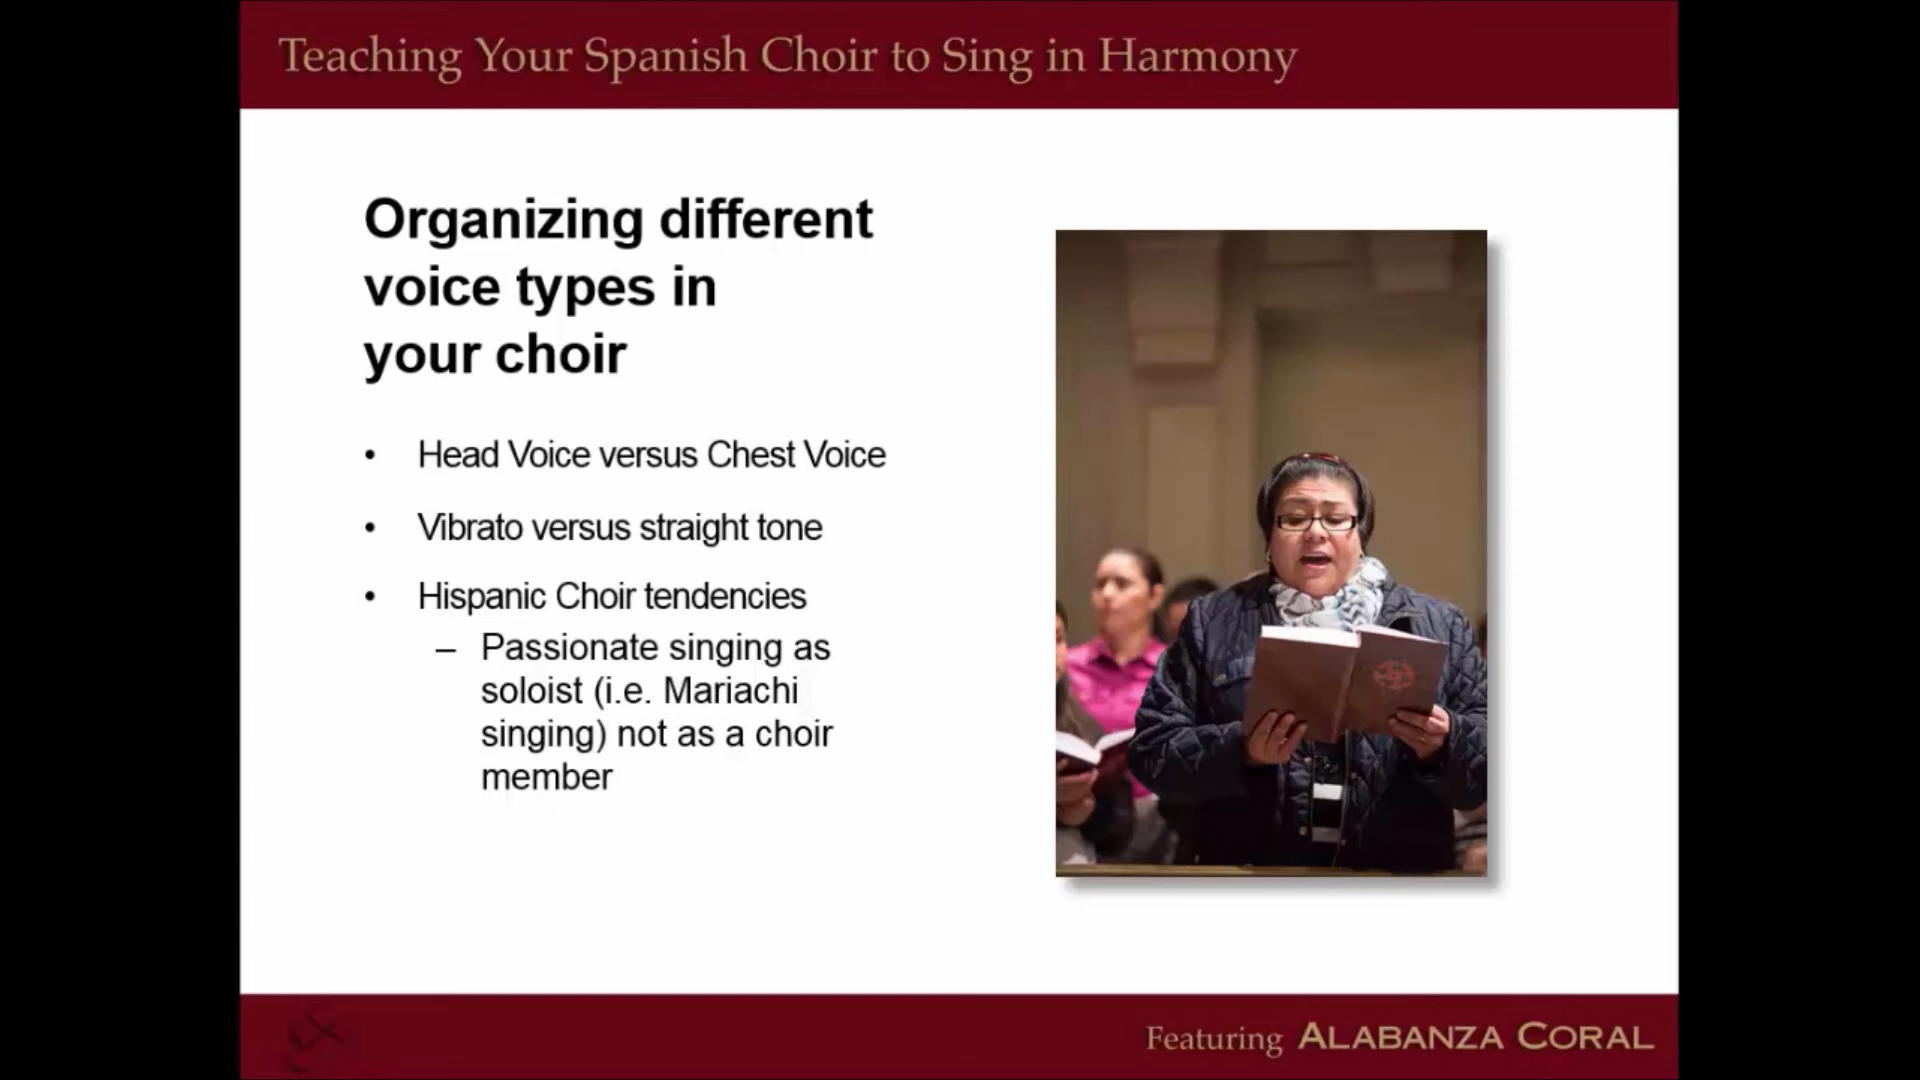 Teaching Your Spanish Choir to Sing in Harmony
Organizing different
voice types in
your choir
• Head Voice versus Chest Voice
• Vibrato versus straight tone
• Hispanic Choir tendencies
– Passionate singing as
soloist (i.e. Mariachi
singing) not as a choir
member
Featuring ALABANZA CORAL